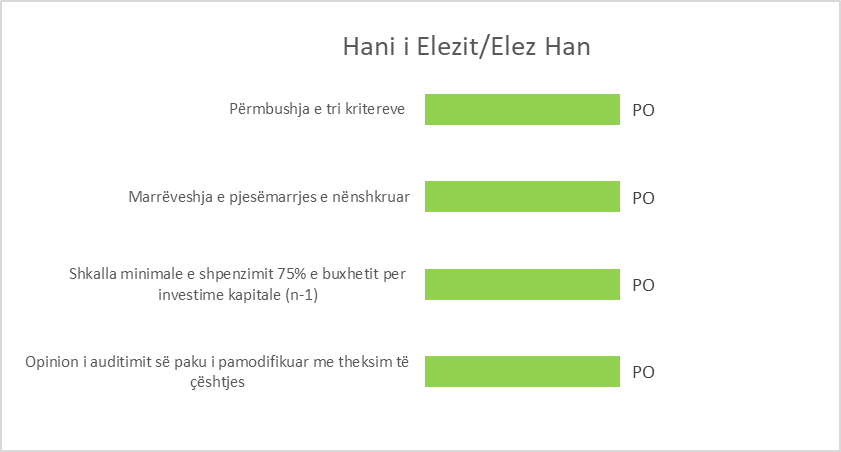 Hani i Elezit/Elez Han
Përmbushja e tri kritereve
PO
Marrëveshja e pjesëmarrjes e nënshkruar
PO
Shkalla minimale e shpenzimit 75% e buxhetit per
investime kapitale (n-1)
PO
Opinion i auditimit së paku i pamodifikuar me theksim të
çështjes
PO